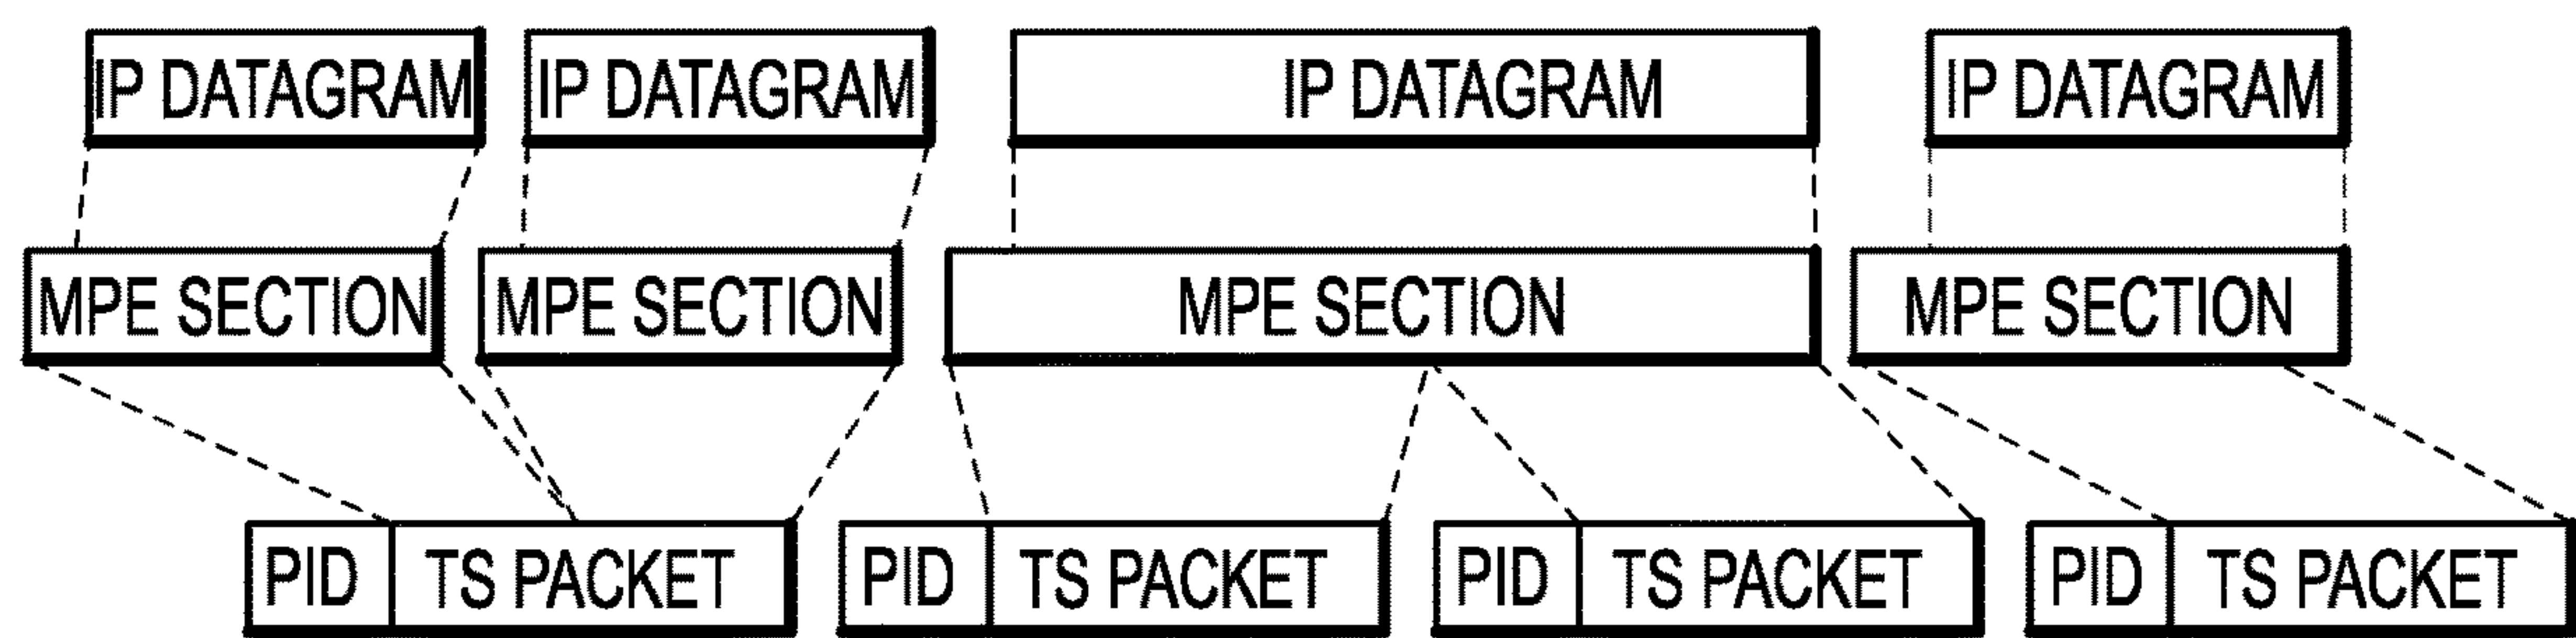 IP DATAGRAM IP DATAGRAM IP DATAGRAM IP DATAGRAM
MPE SECTION MPE SECTION MPE SECTION MPE SECTION
PID TS PACKET PID TS PACKET PID TS PACKET PID TS PACKET